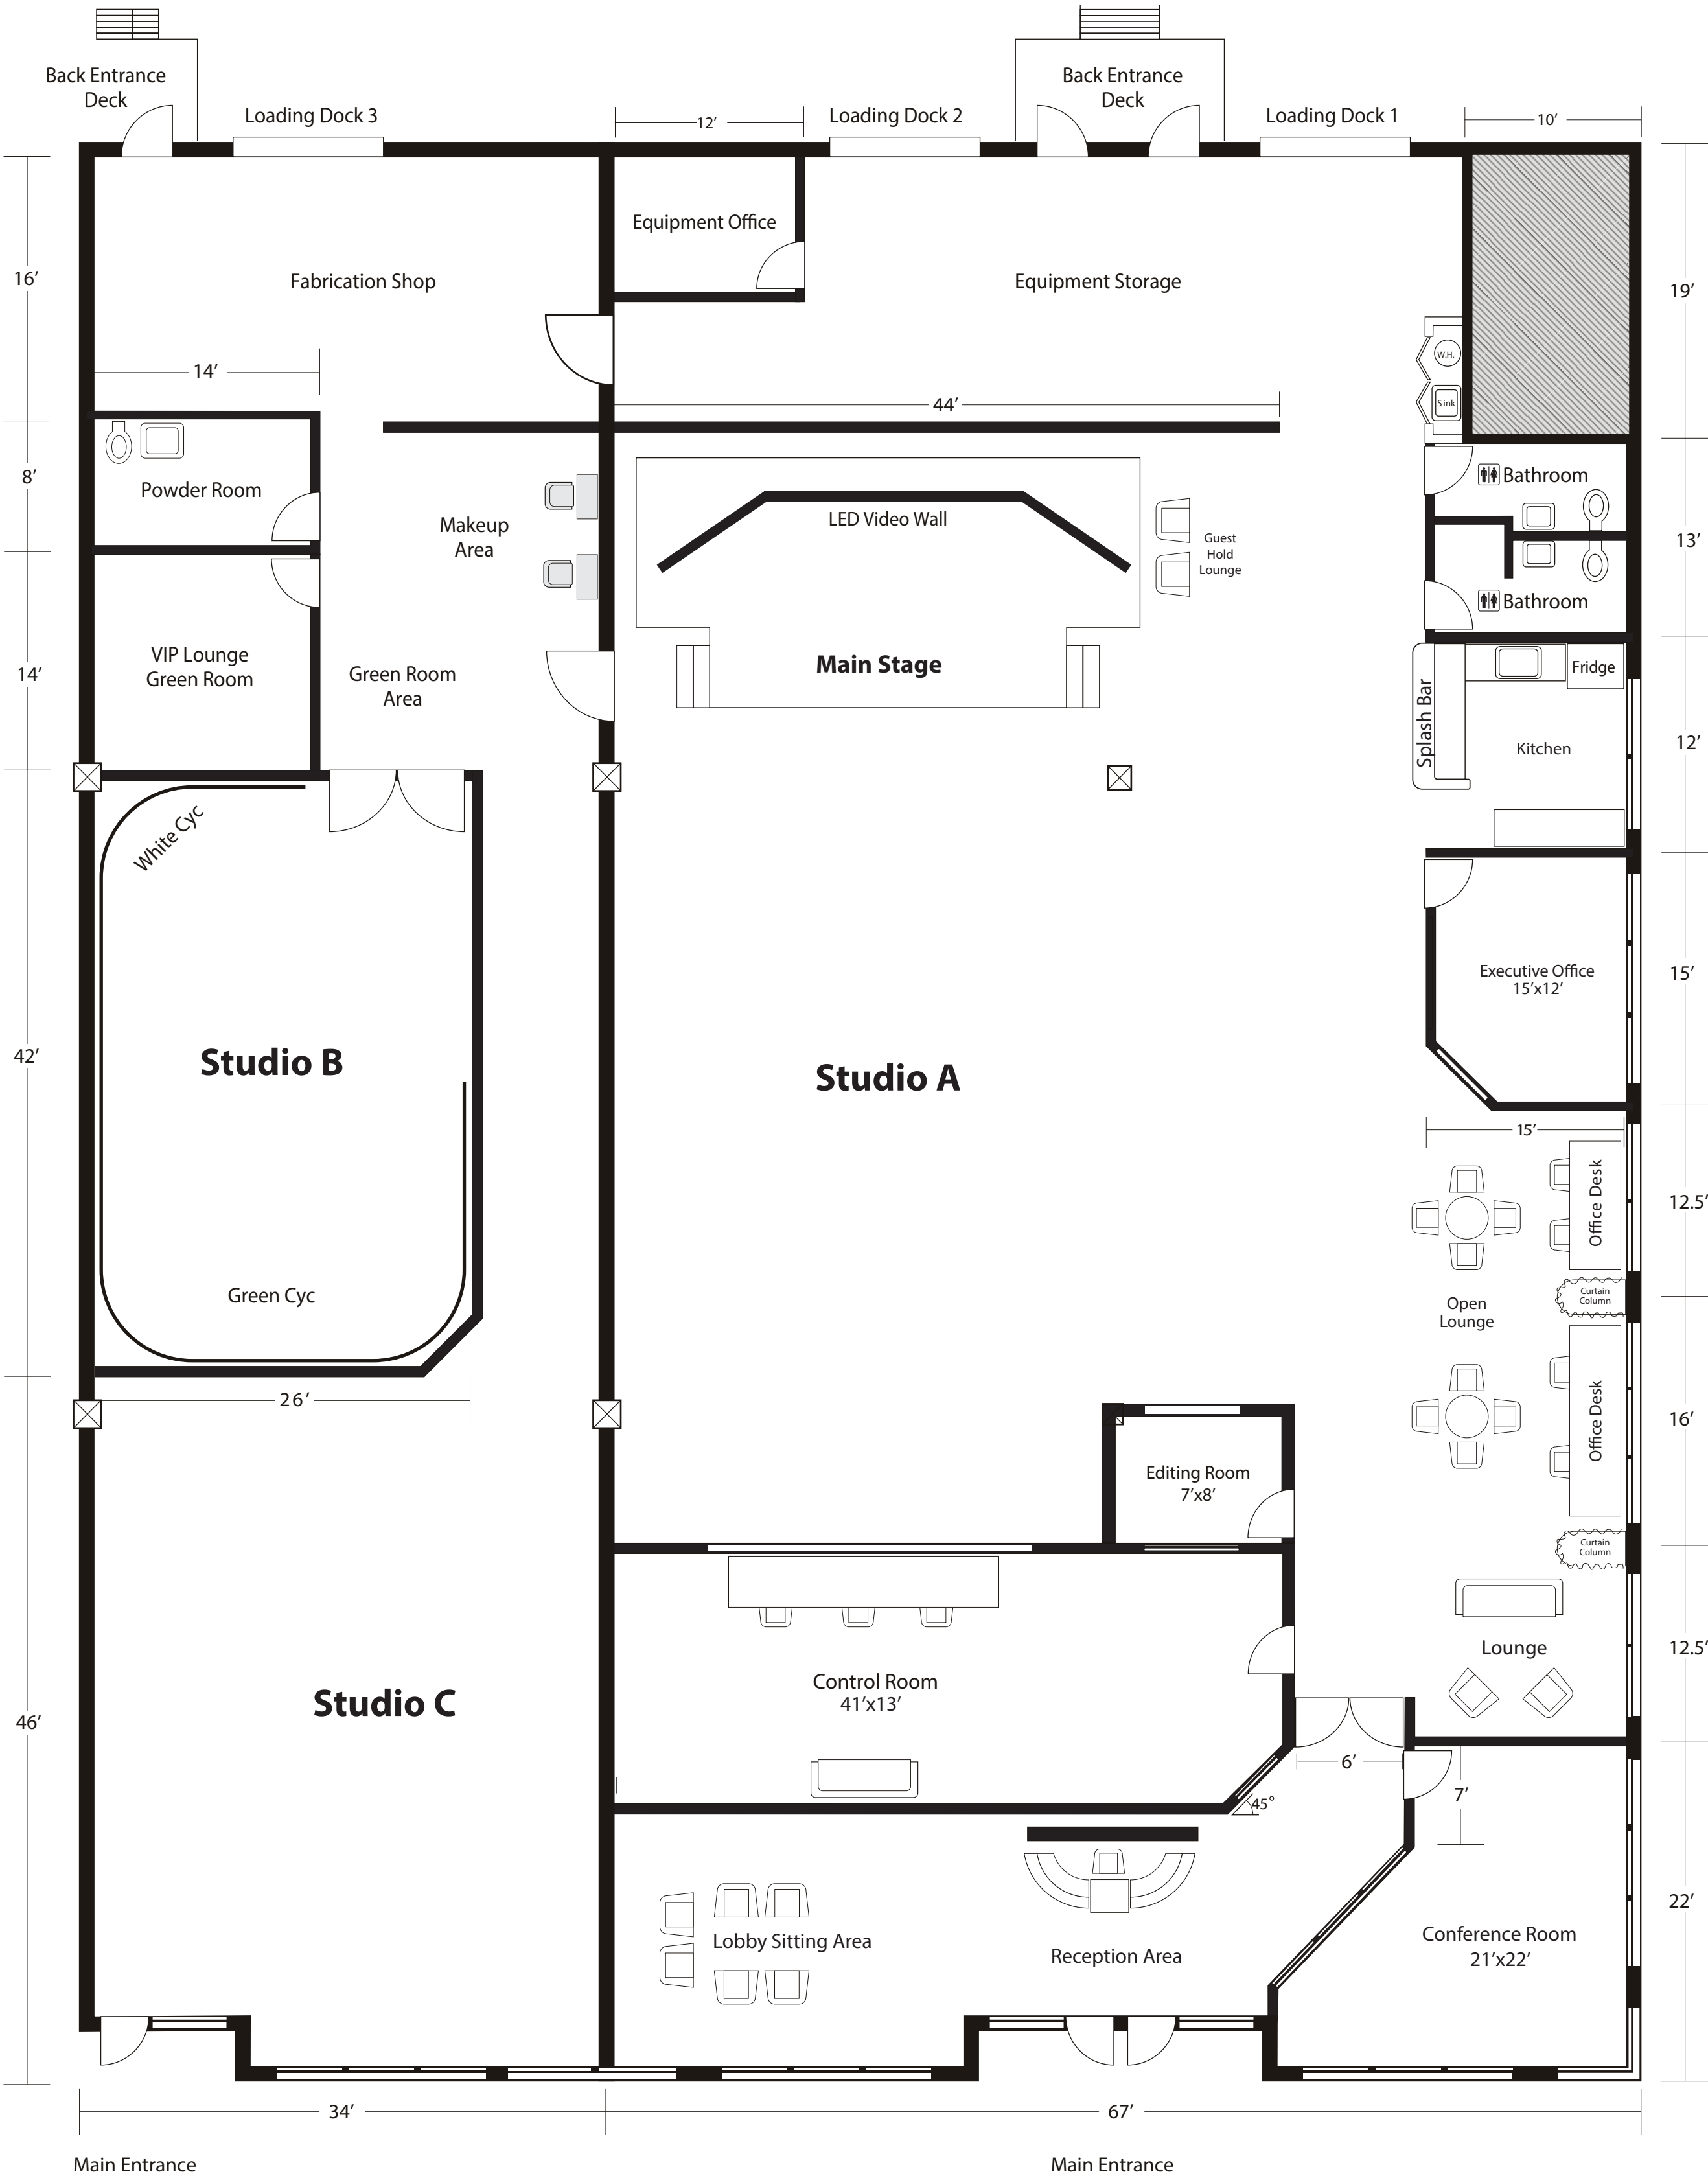 Back Entrance
Deck
Loading Dock 3
12’
Loading Dock 2
Back Entrance
Deck
Loading Dock 1
10’
Equipment Office
Fabrication Shop
Equipment Storage
16’
19’
14’
44’
W.H.
Sink
8’
Powder Room
Makeup
Area
LED Video Wall
Guest
Hold
Lounge
Bathroom
13’
Bathroom
14’
VIP Lounge
Green Room
Green Room
Area
Main Stage
Splash Bar
Fridge
Kitchen
12’
White Cyc
Executive Office
15’x12’
15’
42’
Studio B
Studio A
15’
Office Desk
12.5’
Green Cyc
Curtain
Column
Open
Lounge
26’
Office Desk
16’
Editing Room
7’x8’
Curtain
Column
Lounge
12.5’
Control Room
41’x13’
Studio C
46’
6’
7’
45°
Lobby Sitting Area
Reception Area
Conference Room
21’x22’
22’
34’
67’
Main Entrance
Main Entrance